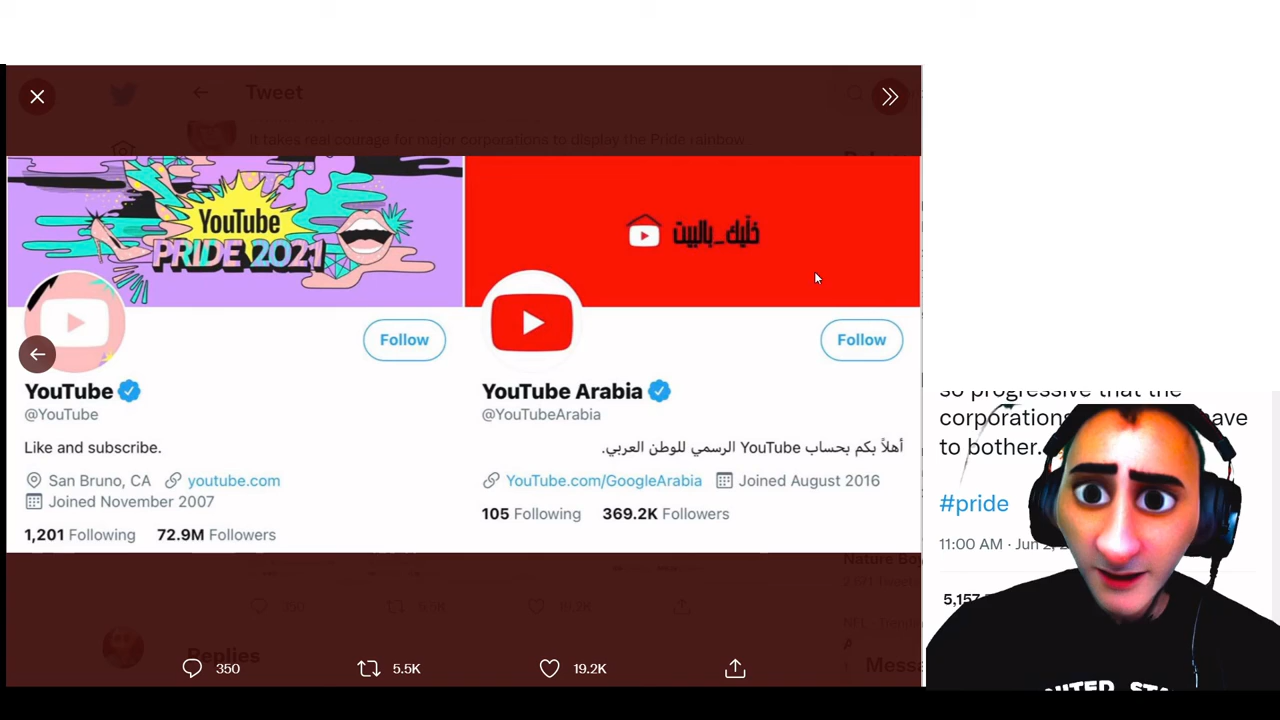 Tweet
It takes real courage for major corporations to display the Pride rainbow
YouTube
PRIDE 2021
خليك_بالبيت
Follow
Follow
YouTube
@YouTube
Like and subscribe.
San Bruno, CA youtube.com
Joined November 2007
1,201 Following 72.9M Followers
YouTube Arabia
@YouTubeArabia
أهلاً بكم بحساب YouTube الرسمي للوطن العربي.
YouTube.com/GoogleArabia Joined August 2016
105 Following 369.2K Followers
Replies
350 5.5K 19.2K
so progressive that the
corporations
have
to bother.
#pride
11:00 AM · Jun 2,
5,157